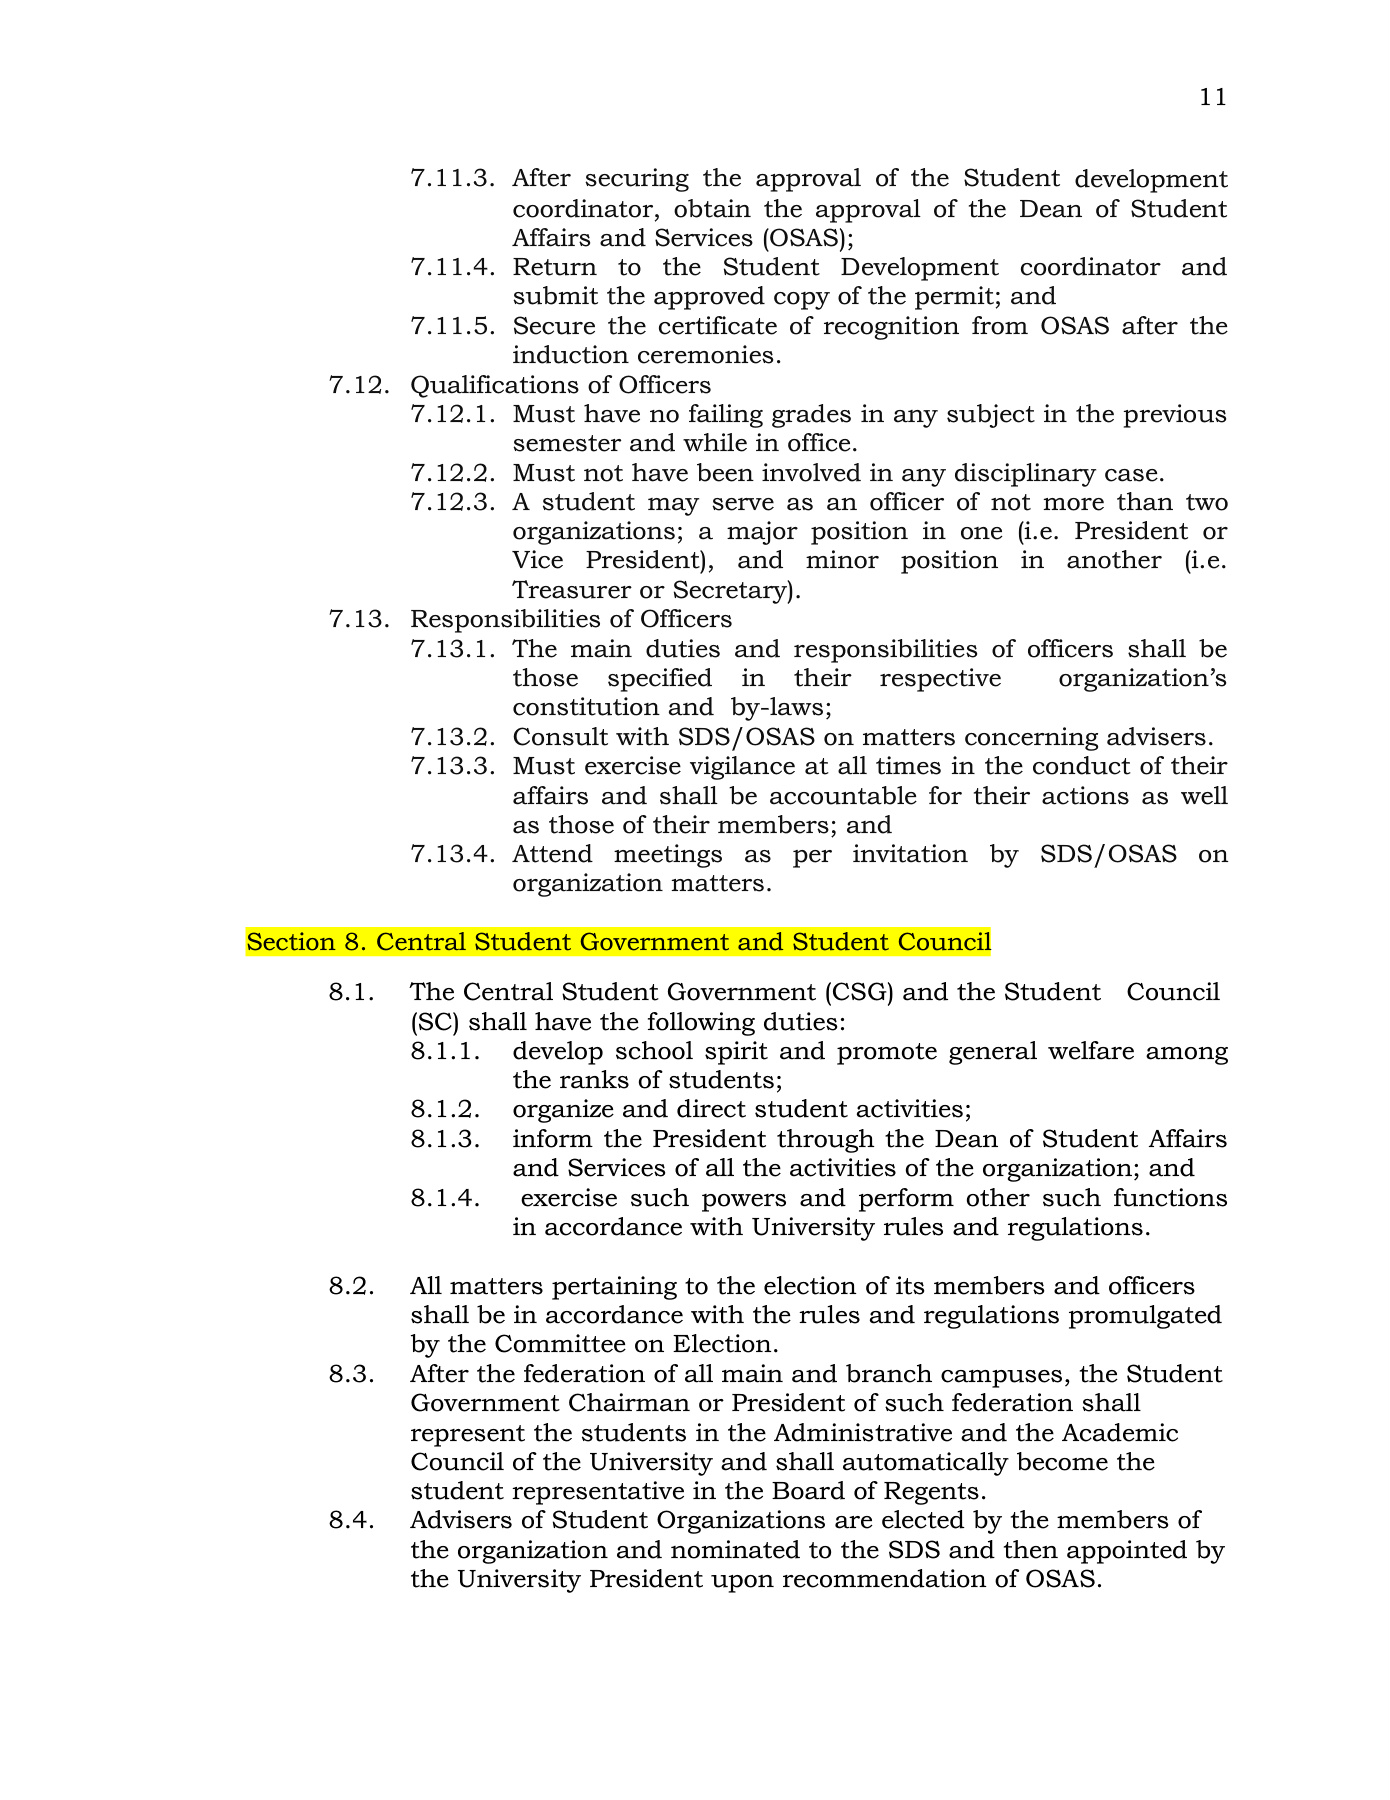 11
7.11.3. After securing the approval of the Student development
coordinator, obtain the approval of the Dean of Student
Affairs and Services (OSAS);
7.11.4. Return to the Student Development coordinator and
submit the approved copy of the permit; and
7.11.5. Secure the certificate of recognition from OSAS after the
induction ceremonies.
7.12. Qualifications of Officers
7.12.1. Must have no failing grades in any subject in the previous
semester and while in office.
7.12.2. Must not have been involved in any disciplinary case.
7.12.3. A student may serve as an officer of not more than two
organizations; a major position in one (i.e. President or
Vice President), and minor position in another (i.e.
Treasurer or Secretary).
7.13. Responsibilities of Officers
7.13.1. The main duties and responsibilities of officers shall be
those specified in their respective organization’s
constitution and by-laws;
7.13.2. Consult with SDS/OSAS on matters concerning advisers.
7.13.3. Must exercise vigilance at all times in the conduct of their
affairs and shall be accountable for their actions as well
as those of their members; and
7.13.4. Attend meetings as per invitation by SDS/OSAS on
organization matters.
Section 8. Central Student Government and Student Council
8.1. The Central Student Government (CSG) and the Student Council
(SC) shall have the following duties:
8.1.1. develop school spirit and promote general welfare among
the ranks of students;
8.1.2. organize and direct student activities;
8.1.3. inform the President through the Dean of Student Affairs
and Services of all the activities of the organization; and
8.1.4. exercise such powers and perform other such functions
in accordance with University rules and regulations.
8.2. All matters pertaining to the election of its members and officers
shall be in accordance with the rules and regulations promulgated
by the Committee on Election.
8.3. After the federation of all main and branch campuses, the Student
Government Chairman or President of such federation shall
represent the students in the Administrative and the Academic
Council of the University and shall automatically become the
student representative in the Board of Regents.
8.4. Advisers of Student Organizations are elected by the members of
the organization and nominated to the SDS and then appointed by
the University President upon recommendation of OSAS.